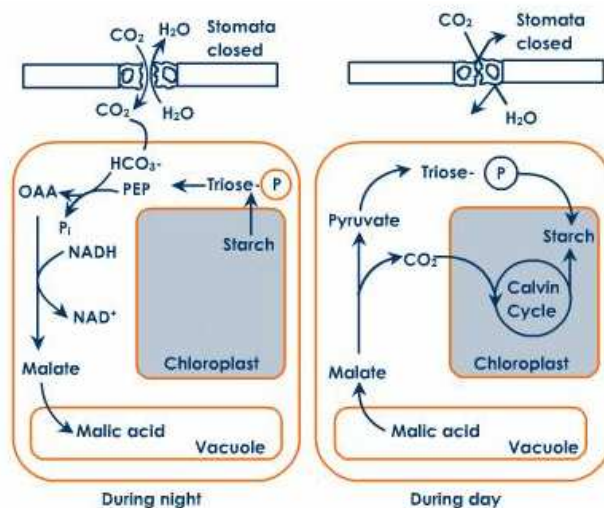 CO₂
H₂O
Stomata
closed
CO₂
H₂O
HCO₃-
OAA
PEP
Triose- P
Pᵢ
NADH
Starch
NAD⁺
Chloroplast
Malate
Malic acid
Vacuole
During night
CO₂
Stomata
closed
H₂O
Triose- P
Pyruvate
Starch
CO₂
Calvin
Cycle
Chloroplast
Malate
Malic acid
Vacuole
During day